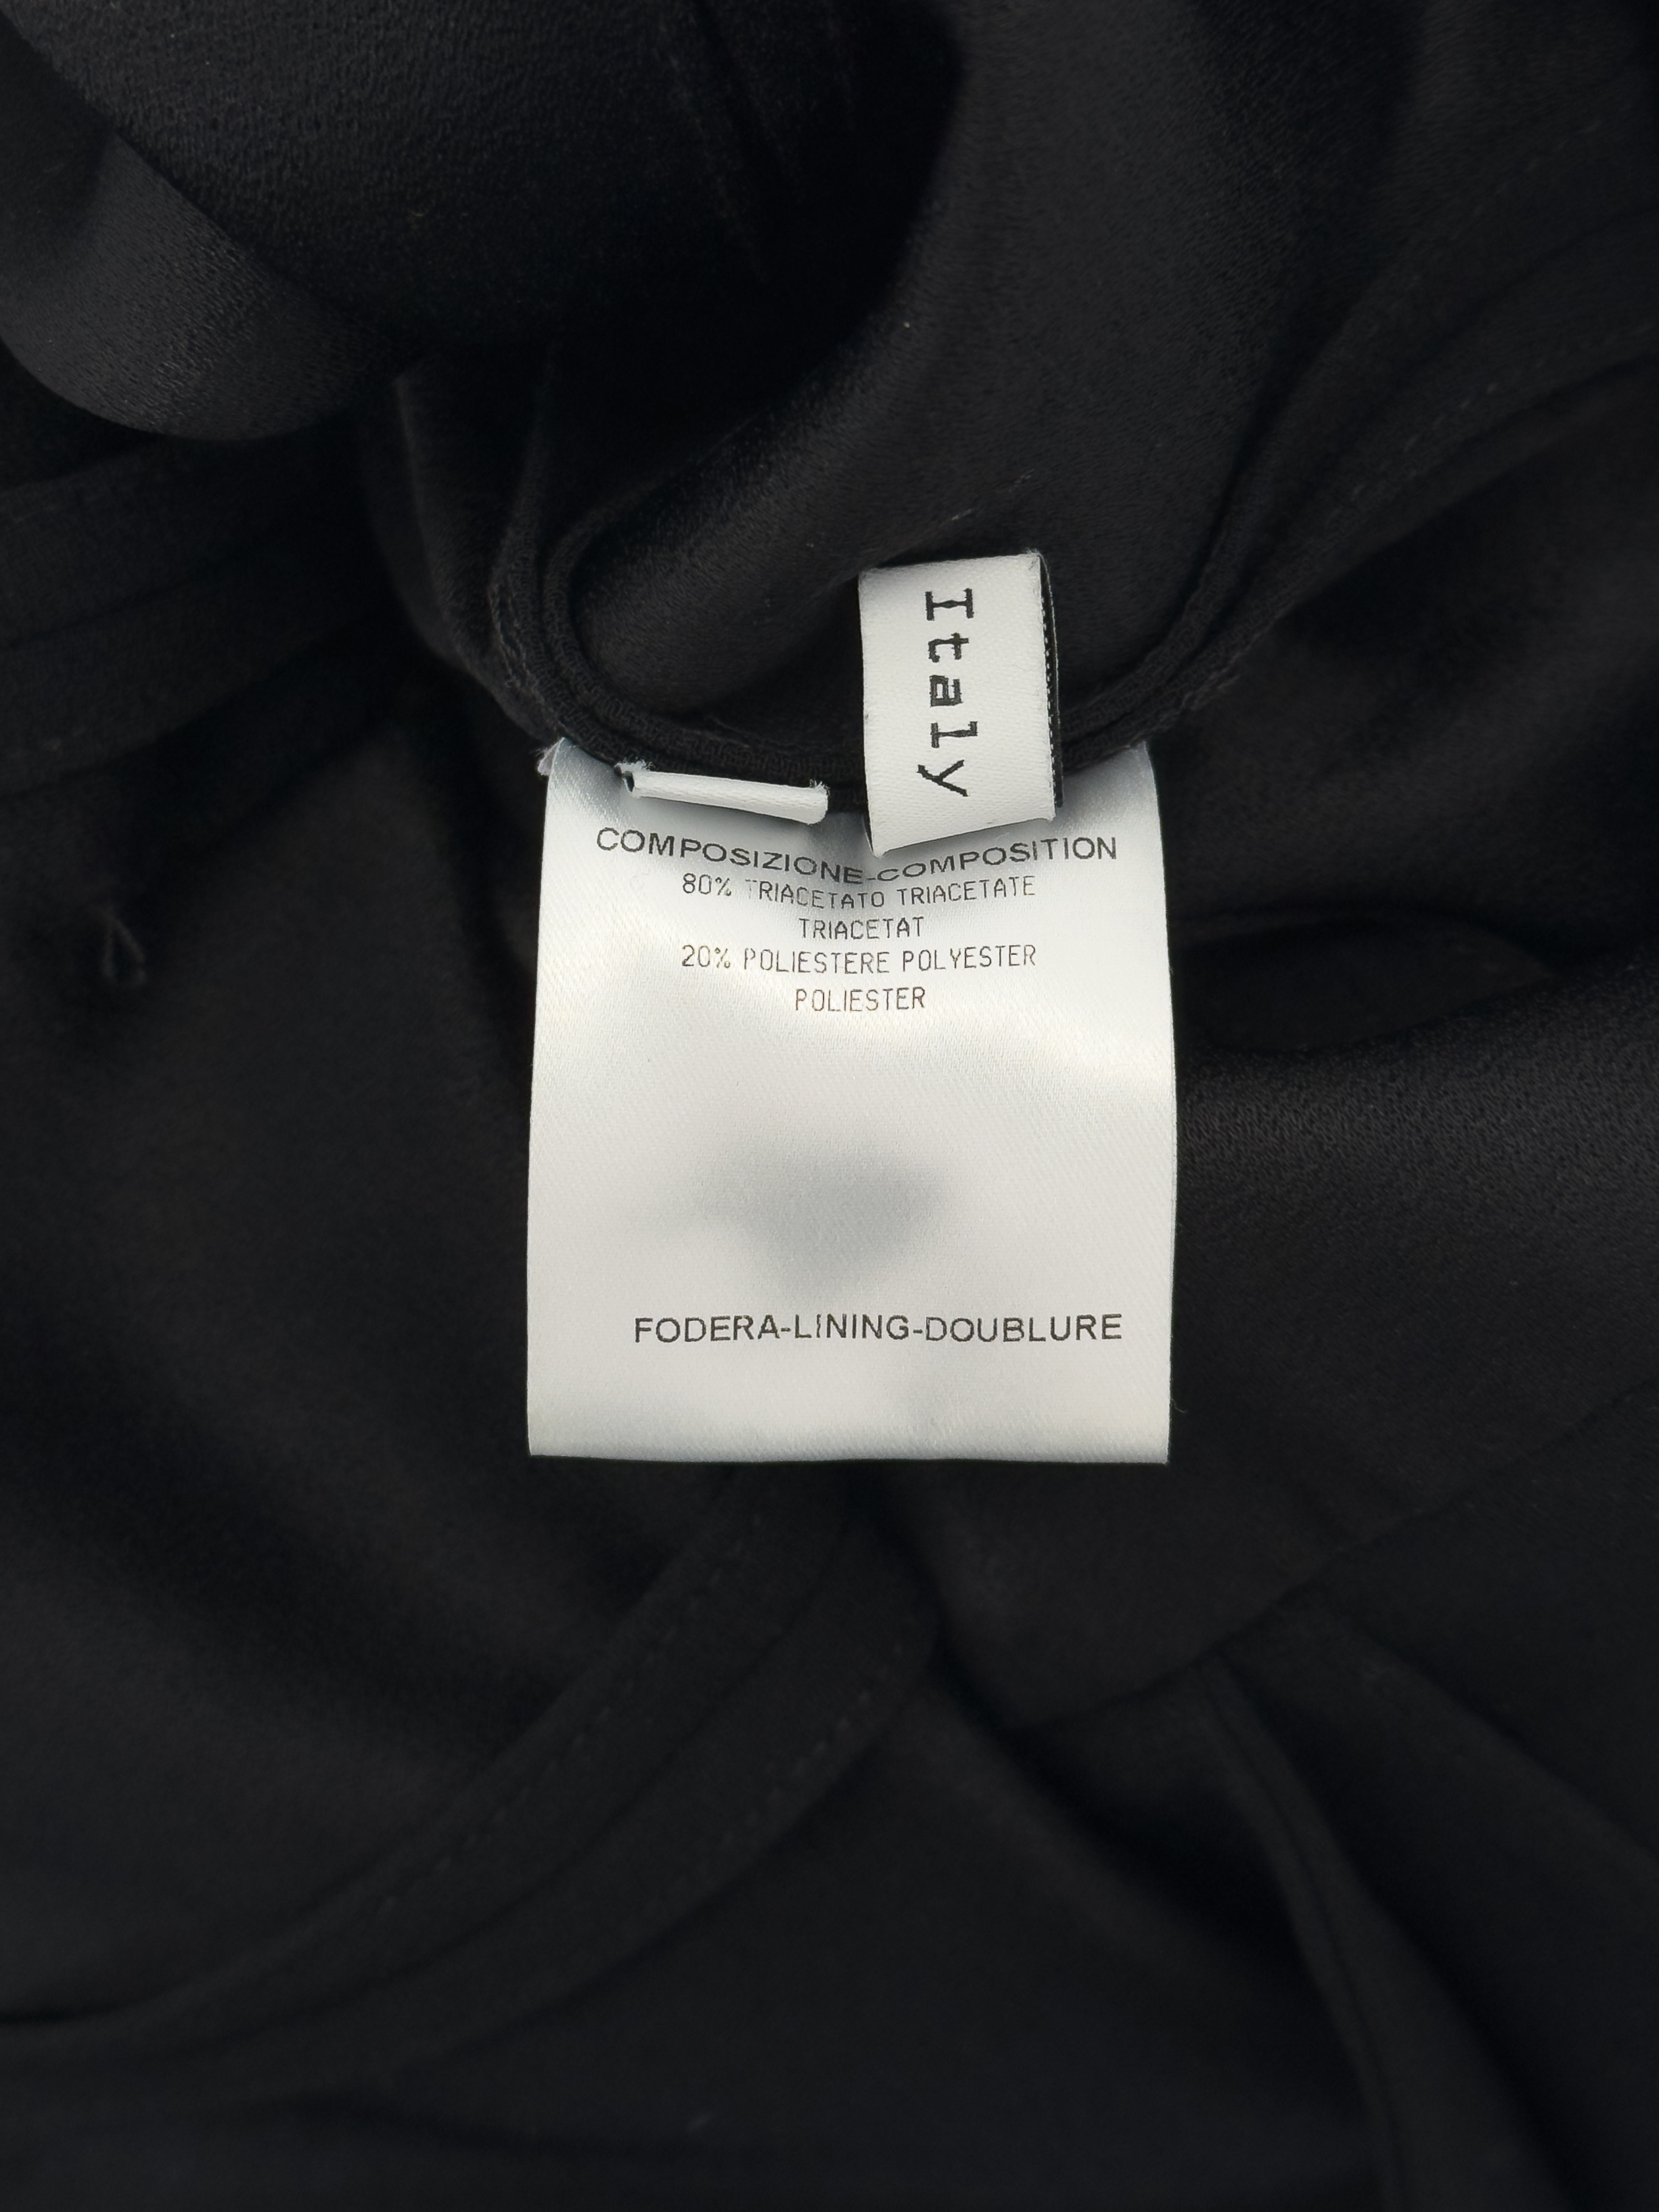 Italy
COMPOSIZIONE-COMPOSITION
80% TRIACETATO TRIACETATE
TRIACETAT
20% POLIESTERE POLYESTER
POLIESTER
FODERA-LINING-DOUBLURE